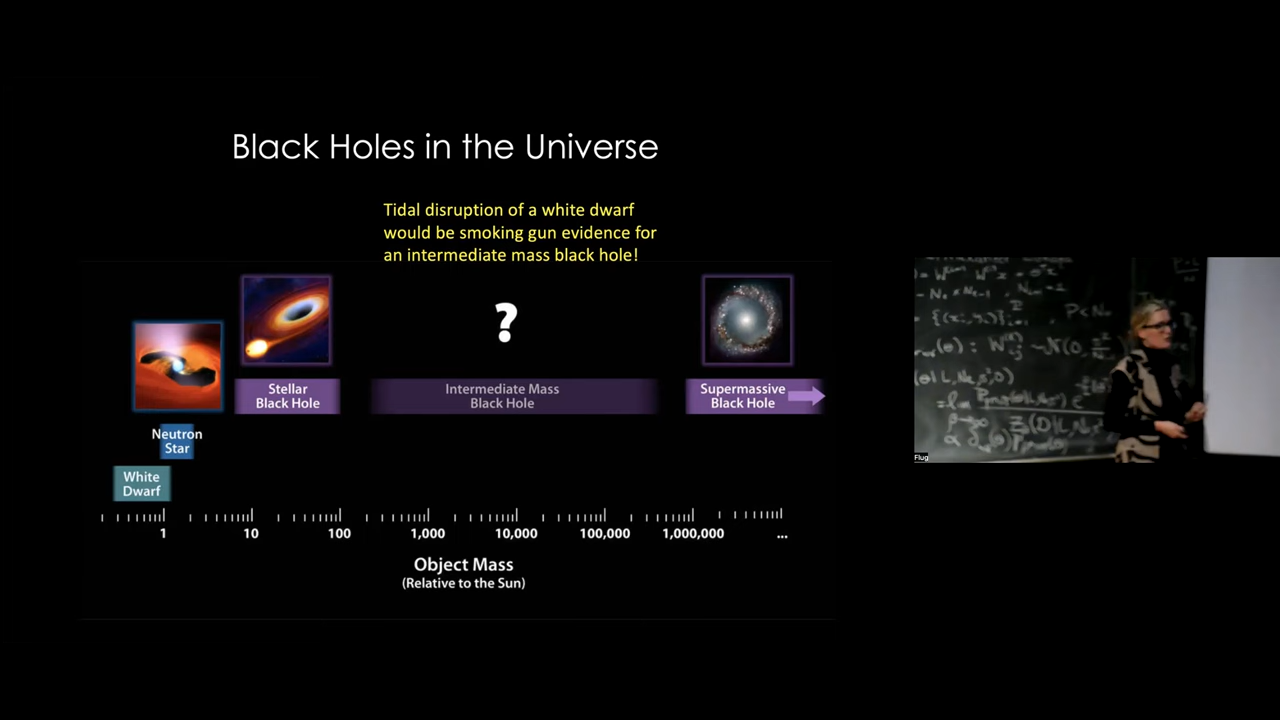 Black Holes in the Universe
Tidal disruption of a white dwarf
would be smoking gun evidence for
an intermediate mass black hole!
?
Stellar
Black Hole
Intermediate Mass
Black Hole
Supermassive
Black Hole
Neutron
Star
White
Dwarf
1 10 100 1,000 10,000 100,000 1,000,000 ...
Object Mass
(Relative to the Sun)
P<N
Flug